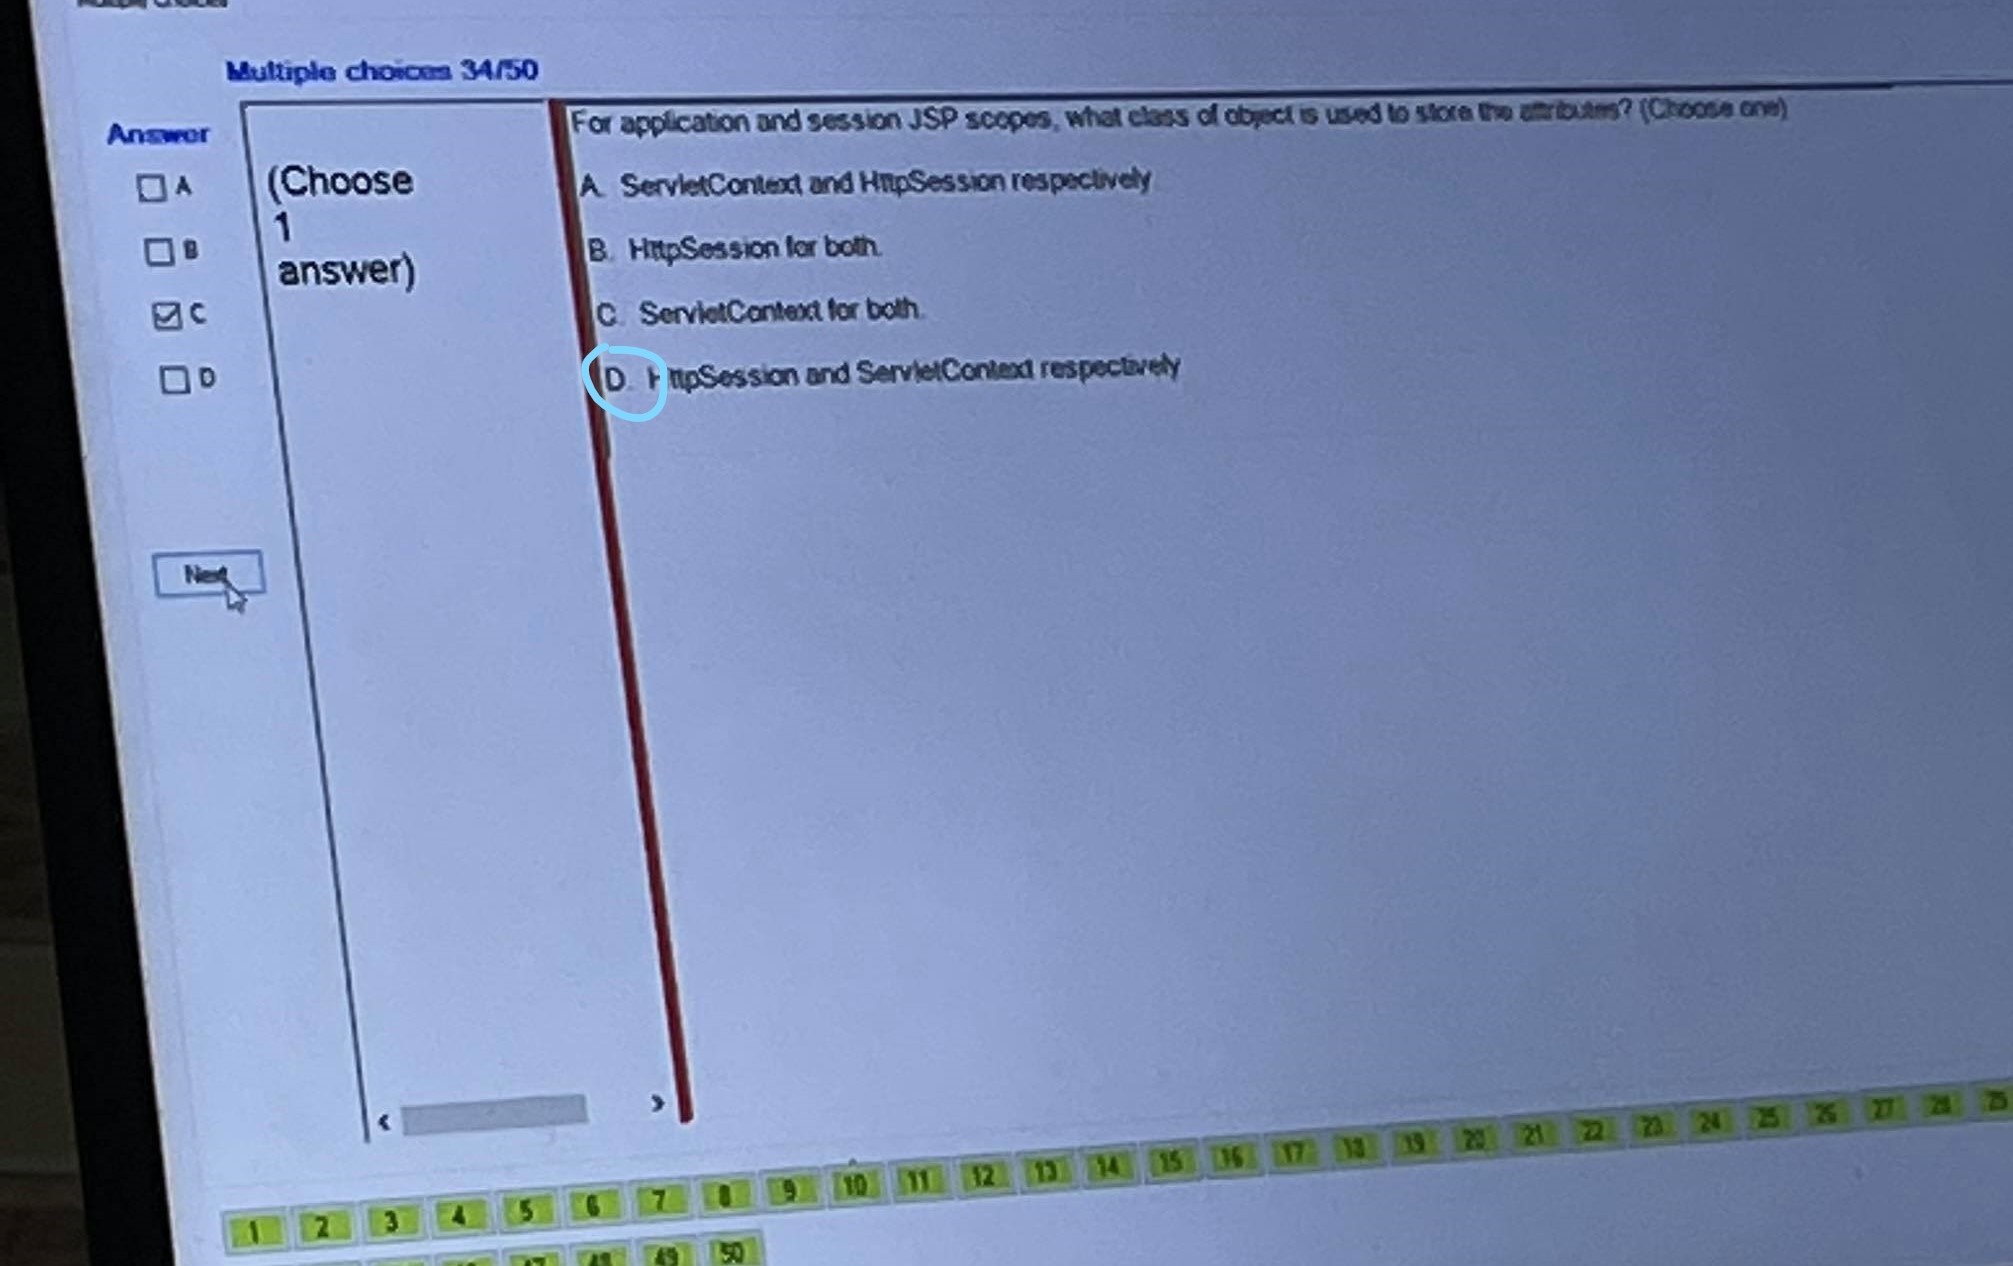 Multiple choices 34/50
Answer
A
B
C
D
(Choose
1
answer)
For application and session JSP scopes, what class of object is used to store the attributes? (Choose one)
A. ServletContext and HttpSession respectively
B. HttpSession for both.
C. ServletContext for both.
D. HttpSession and ServletContext respectively
Next
1 2 3 4 5 6 7 8 9 10 11 12 13 14 15 16 17 18 19 20 21 22 23 24 25 26 27 28
47 48 49 50